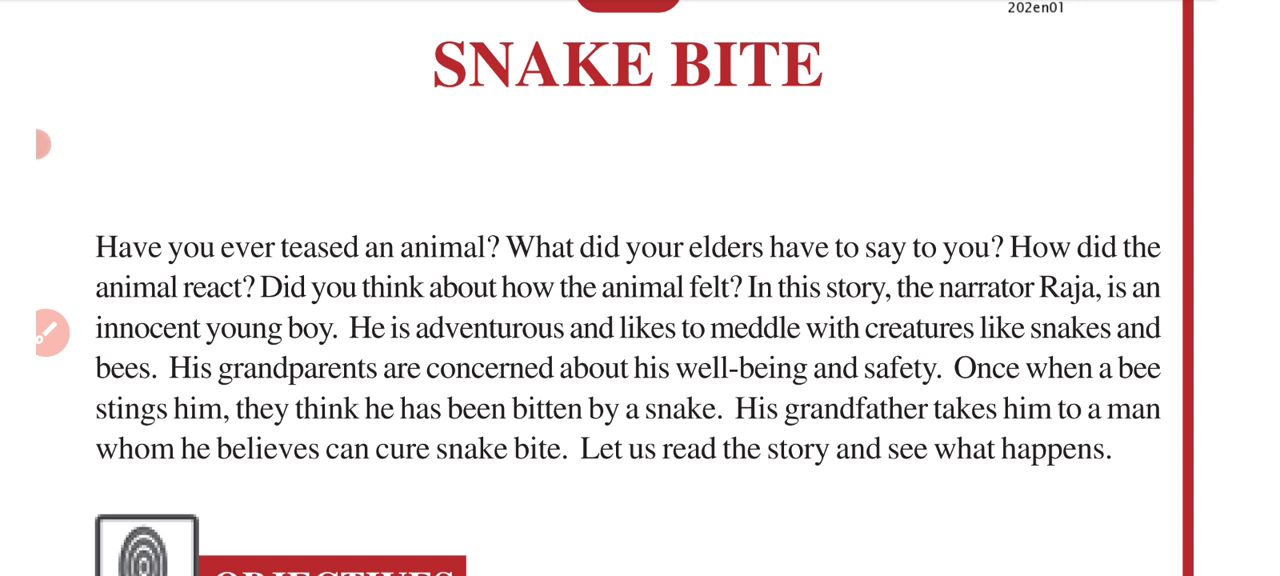 202en01
SNAKE BITE
Have you ever teased an animal? What did your elders have to say to you? How did the
animal react? Did you think about how the animal felt? In this story, the narrator Raja, is an
innocent young boy. He is adventurous and likes to meddle with creatures like snakes and
bees. His grandparents are concerned about his well-being and safety. Once when a bee
stings him, they think he has been bitten by a snake. His grandfather takes him to a man
whom he believes can cure snake bite. Let us read the story and see what happens.
OBJECTIVES